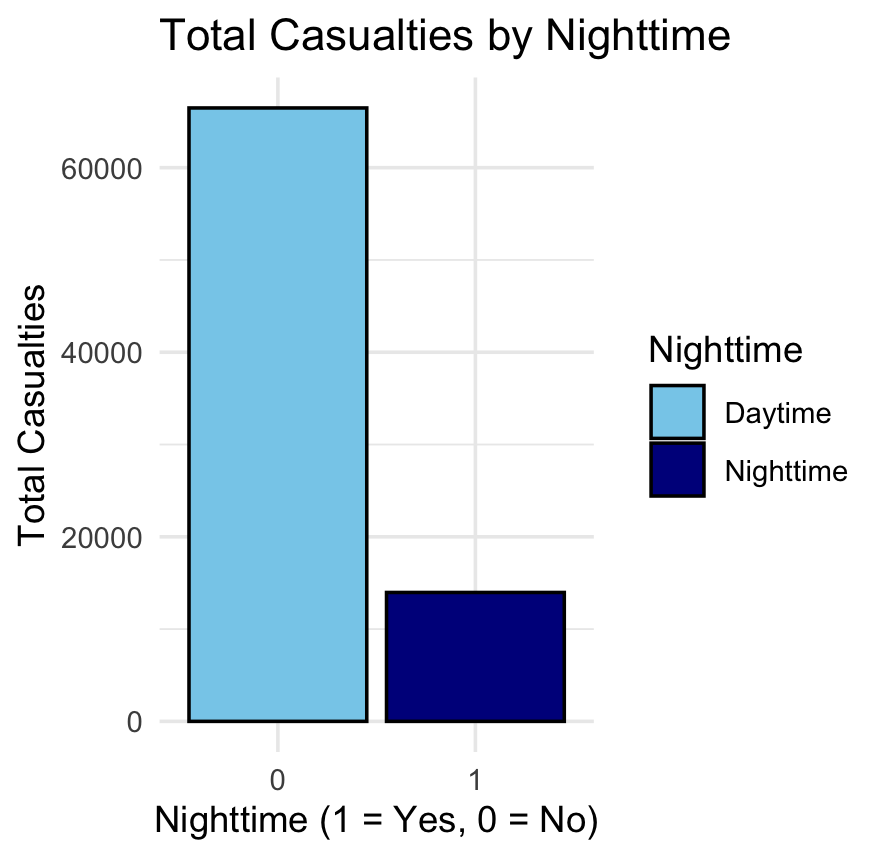 Total Casualties by Nighttime
Total Casualties
60000
40000
20000
0
0 1
Nighttime (1 = Yes, 0 = No)
Nighttime
Daytime
Nighttime